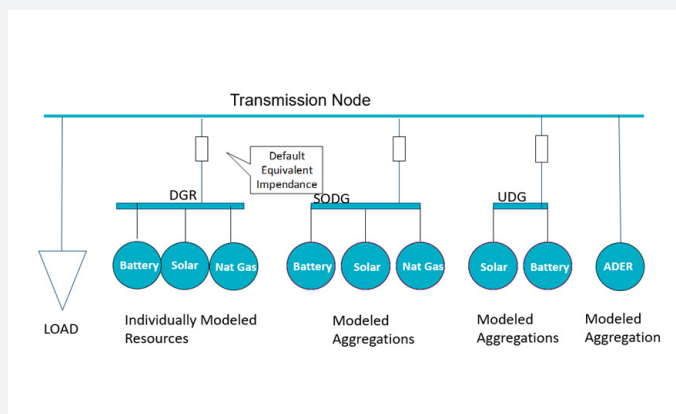 Transmission Node
Default
Equivalent
Impendance
DGR
SODG
UDG
Battery
Solar
Nat Gas
Battery
Solar
Nat Gas
Solar
Battery
ADER
LOAD
Individually Modeled
Resources
Modeled
Aggregations
Modeled
Aggregations
Modeled
Aggregation